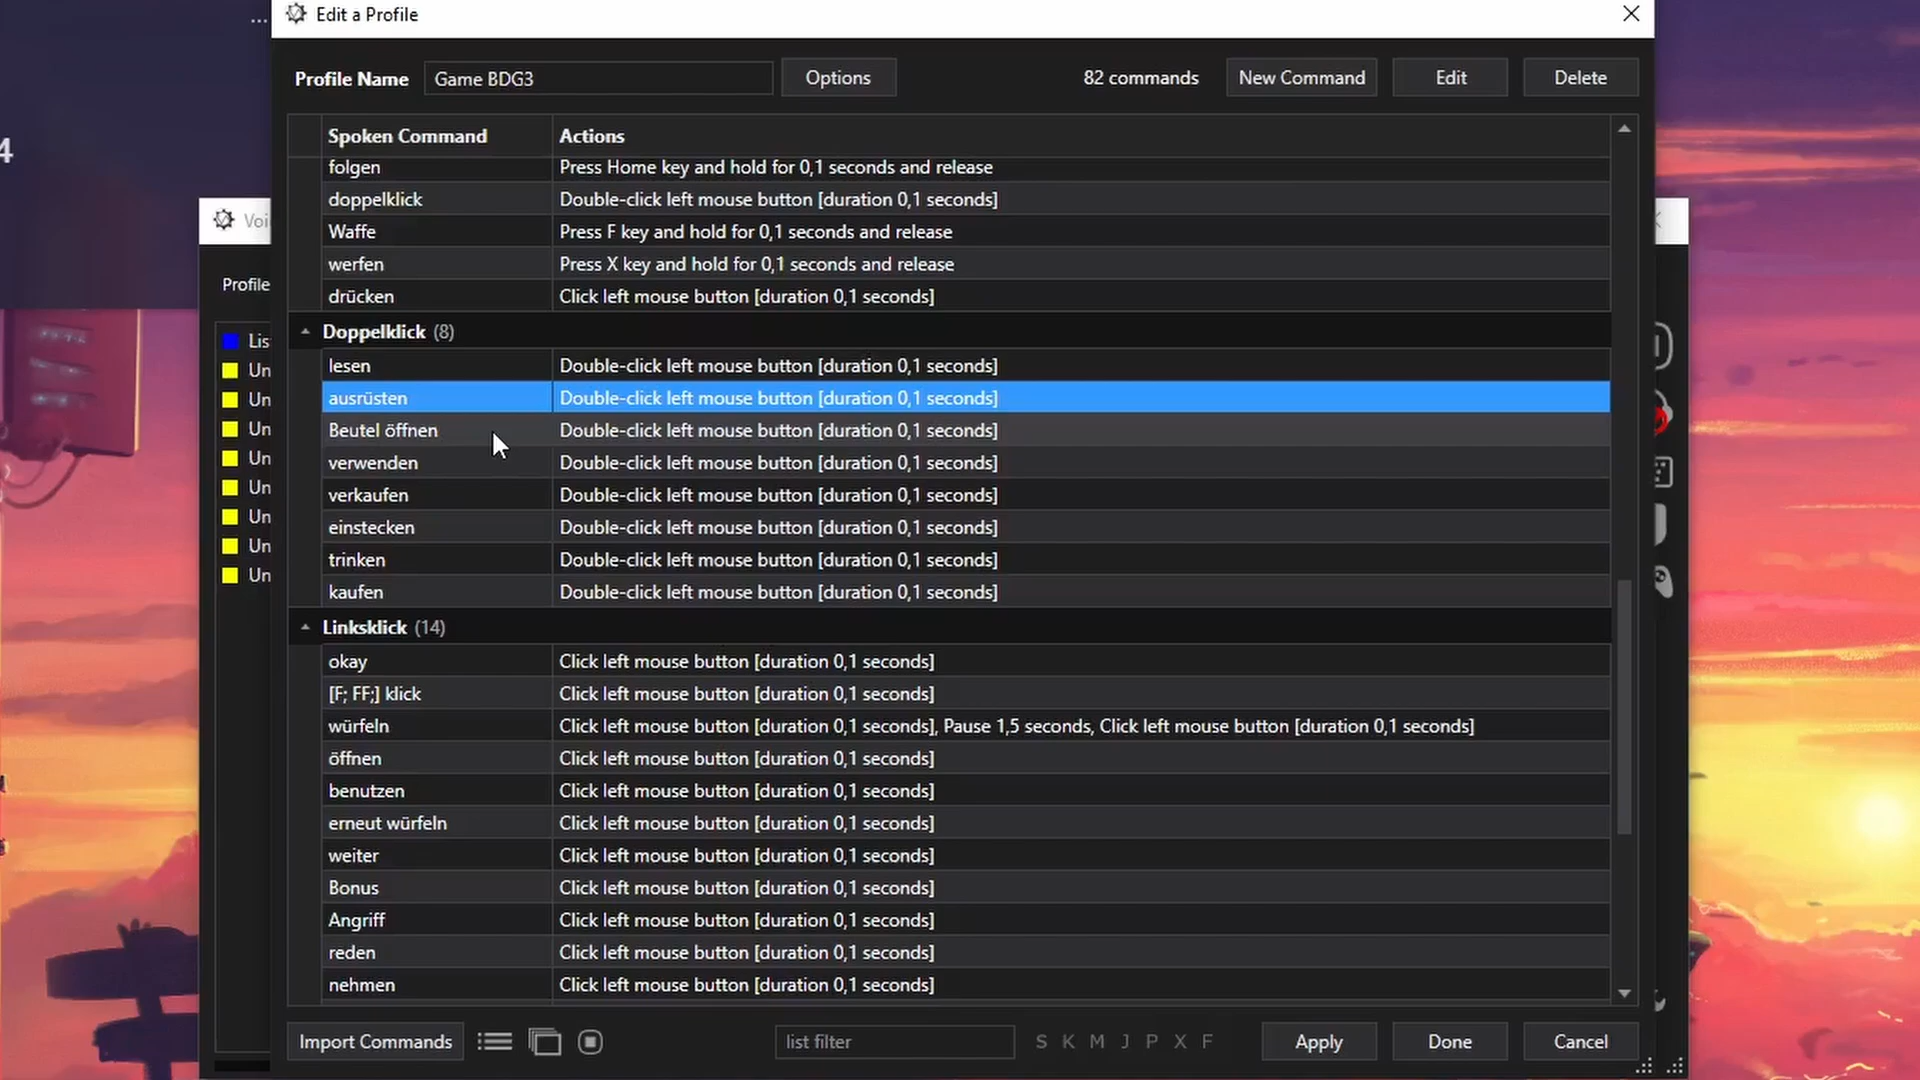 Edit a Profile
Profile Name Game BDG3 Options 82 commands New Command Edit Delete
Spoken Command Actions
folgen Press Home key and hold for 0,1 seconds and release
doppelklick Double-click left mouse button [duration 0,1 seconds]
Waffe Press F key and hold for 0,1 seconds and release
werfen Press X key and hold for 0,1 seconds and release
drücken Click left mouse button [duration 0,1 seconds]
Doppelklick (8)
lesen Double-click left mouse button [duration 0,1 seconds]
ausrüsten Double-click left mouse button [duration 0,1 seconds]
Beutel öffnen Double-click left mouse button [duration 0,1 seconds]
verwenden Double-click left mouse button [duration 0,1 seconds]
verkaufen Double-click left mouse button [duration 0,1 seconds]
einstecken Double-click left mouse button [duration 0,1 seconds]
trinken Double-click left mouse button [duration 0,1 seconds]
kaufen Double-click left mouse button [duration 0,1 seconds]
Linksklick (14)
okay Click left mouse button [duration 0,1 seconds]
[F; FF;] klick Click left mouse button [duration 0,1 seconds]
würfeln Click left mouse button [duration 0,1 seconds], Pause 1,5 seconds, Click left mouse button [duration 0,1 seconds]
öffnen Click left mouse button [duration 0,1 seconds]
benutzen Click left mouse button [duration 0,1 seconds]
erneut würfeln Click left mouse button [duration 0,1 seconds]
weiter Click left mouse button [duration 0,1 seconds]
Bonus Click left mouse button [duration 0,1 seconds]
Angriff Click left mouse button [duration 0,1 seconds]
reden Click left mouse button [duration 0,1 seconds]
nehmen Click left mouse button [duration 0,1 seconds]
Import Commands list filter S K M J P X F Apply Done Cancel
4
Voi
Profile
Lis
Un
Un
Un
Un
Un
Un
Un
Un